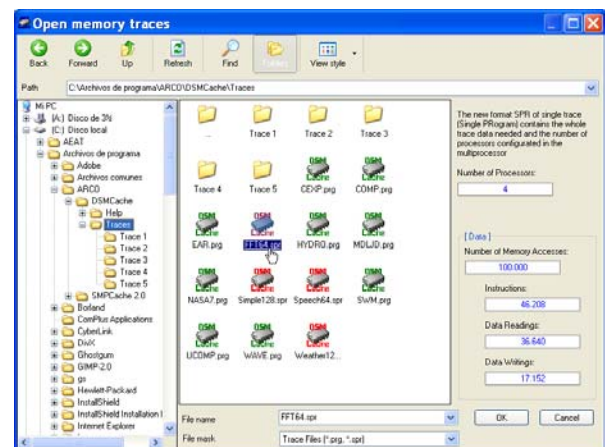 Open memory traces
Back Forward Up Refresh Find Folders View style
Path C:\Archivos de programa\ARCO\DSMCache\Traces
Mi PC
(A:) Disco de 3½
(C:) Disco local
AEAT
Archivos de programa
Adobe
Archivos comunes
ARCO
DSMCache
Help
Traces
Trace 1
Trace 2
Trace 3
Trace 4
Trace 5
SMPCache 2.0
Borland
ComPlus Applications
CyberLink
DivX
Ghostgum
GIMP-2.0
gs
Hewlett-Packard
InstallShield
InstallShield Installation I
Internet Explorer
.. Trace 1 Trace 2 Trace 3
Trace 4 Trace 5 CEXP.prg COMP.prg
EAR.prg FFT64.spr HYDRO.prg MDLJD.prg
NASA7.prg Simple128.spr Speech64.spr SWM.prg
UCOMP.prg WAVE.prg Weather12...
File name FFT64.spr
File mask Trace Files (*.prg, *.spr)
The new format SPR of single trace
(Single PRogram) contains the whole
trace data needed and the number of
processors configurated in the
multiprocessor
Number of Processors:
4
[ Data ]
Number of Memory Accesses:
100.000
Instructions:
46.208
Data Readings:
36.640
Data Writings:
17.152
OK Cancel